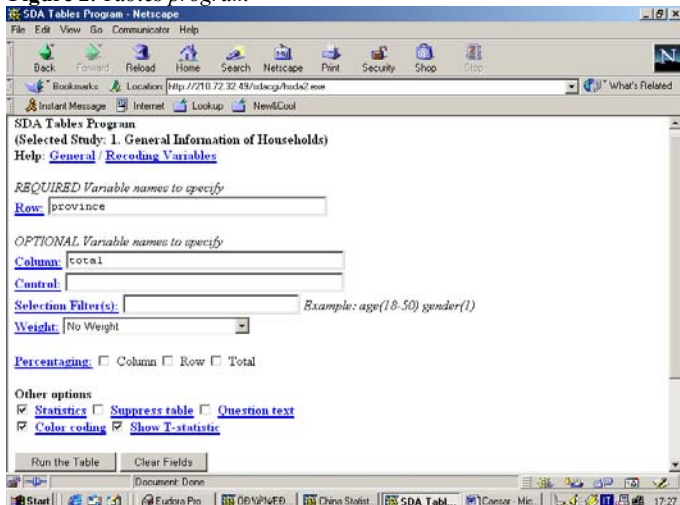 Figure 2. Tables program
SDA Tables Program - Netscape
File Edit View Go Communicator Help
Back Forward Reload Home Search Netscape Print Security Shop Stop
Bookmarks Location: http://210.72.32.49/sdacgi/hsda2.exe What's Related
Instant Message Internet Lookup New&Cool
SDA Tables Program
(Selected Study: 1. General Information of Households)
Help: General / Recoding Variables
REQUIRED Variable names to specify
Row: province
OPTIONAL Variable names to specify
Column: total
Control:
Selection Filter(s): Example: age(18-50) gender(1)
Weight: No Weight
Percentaging: Column Row Total
Other options
Statistics Suppress table Question text
Color coding Show T-statistic
Run the Table Clear Fields
Document: Done
Start Eudora Pro China Statist... SDA Tabl... Caesar - Mic... 17:27